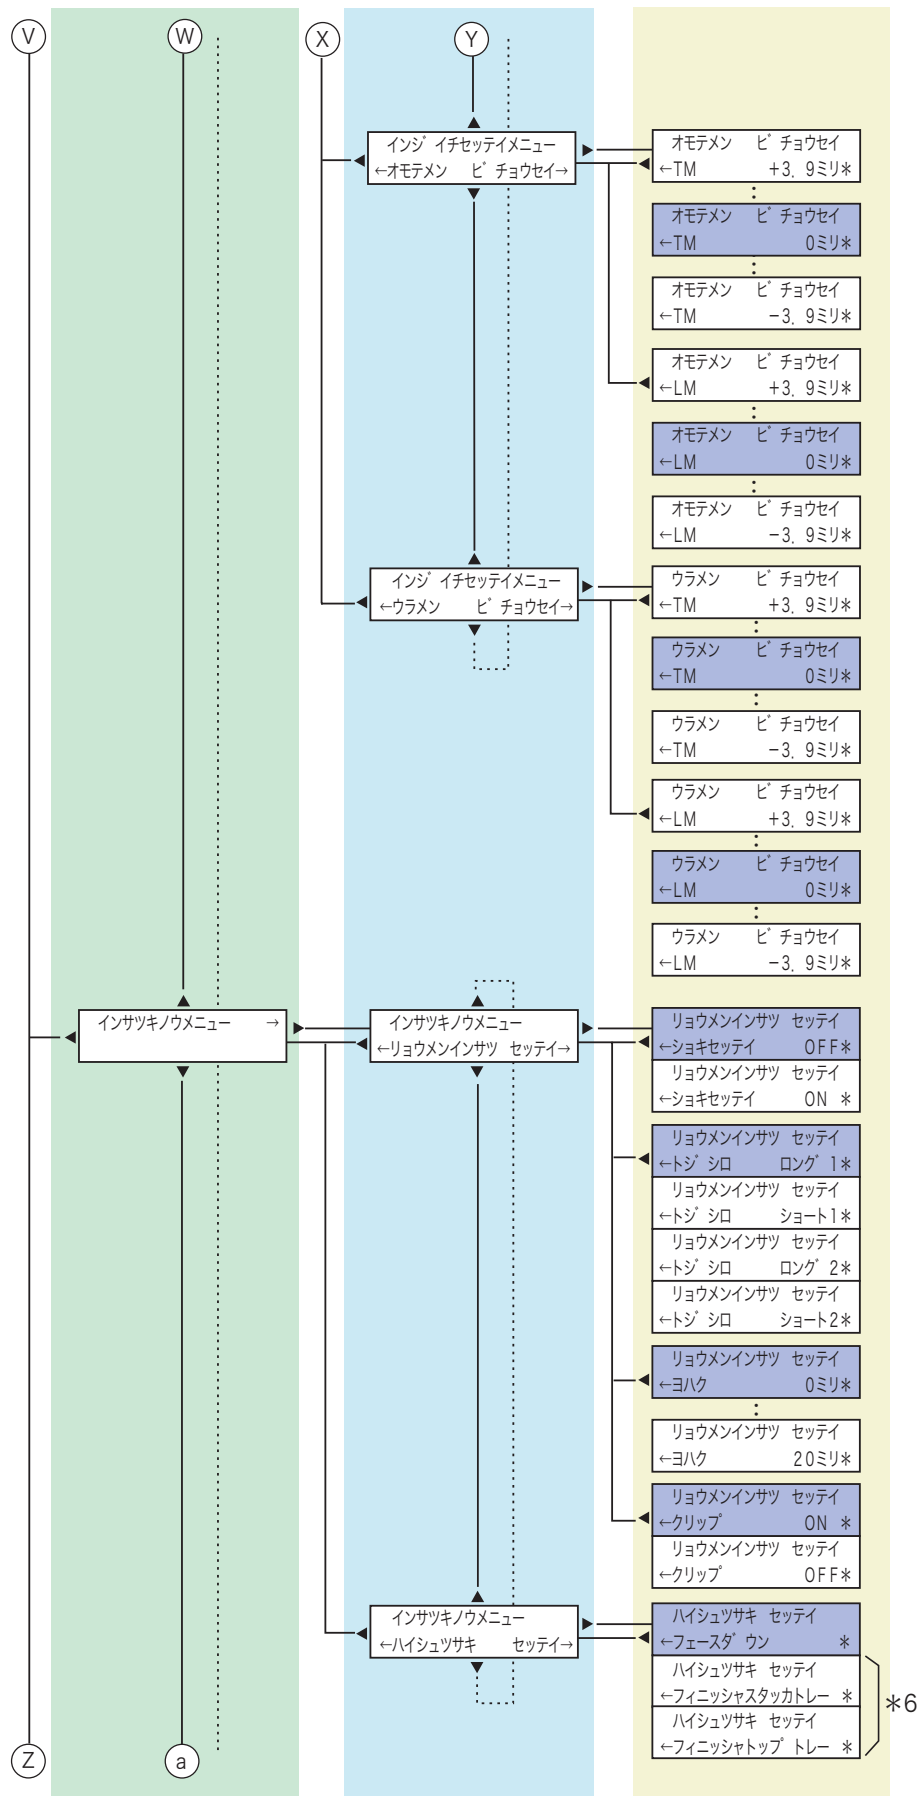 V
W
X
Y
インジ゛イチセッテイメニュー
←オモテメン ビ゛チョウセイ→
オモテメン ビ゛チョウセイ
←TM +3. 9ミリ*
オモテメン ビ゛チョウセイ
←TM 0ミリ*
オモテメン ビ゛チョウセイ
←TM −3. 9ミリ*
オモテメン ビ゛チョウセイ
←LM +3. 9ミリ*
オモテメン ビ゛チョウセイ
←LM 0ミリ*
オモテメン ビ゛チョウセイ
←LM −3. 9ミリ*
インジ゛イチセッテイメニュー
←ウラメン ビ゛チョウセイ→
ウラメン ビ゛チョウセイ
←TM +3. 9ミリ*
ウラメン ビ゛チョウセイ
←TM 0ミリ*
ウラメン ビ゛チョウセイ
←TM −3. 9ミリ*
ウラメン ビ゛チョウセイ
←LM +3. 9ミリ*
ウラメン ビ゛チョウセイ
←LM 0ミリ*
ウラメン ビ゛チョウセイ
←LM −3. 9ミリ*
インサツキノウメニュー →
インサツキノウメニュー
←リョウメンインサツ セッテイ→
リョウメンインサツ セッテイ
←ショキセッテイ OFF*
リョウメンインサツ セッテイ
←ショキセッテイ ON *
リョウメンインサツ セッテイ
←トジ゛シロ ロング゛1*
リョウメンインサツ セッテイ
←トジ゛シロ ショート1*
リョウメンインサツ セッテイ
←トジ゛シロ ロング゛2*
リョウメンインサツ セッテイ
←トジ゛シロ ショート2*
リョウメンインサツ セッテイ
←ヨハク 0ミリ*
リョウメンインサツ セッテイ
←ヨハク 20ミリ*
リョウメンインサツ セッテイ
←クリップ ON *
リョウメンインサツ セッテイ
←クリップ OFF*
インサツキノウメニュー
←ハイシュツサキ セッテイ→
ハイシュツサキ セッテイ
←フェースダ゛ウン *
ハイシュツサキ セッテイ
←フィニッシャスタッカトレー *
ハイシュツサキ セッテイ
←フィニッシャトップ トレー *
*6
Z
a